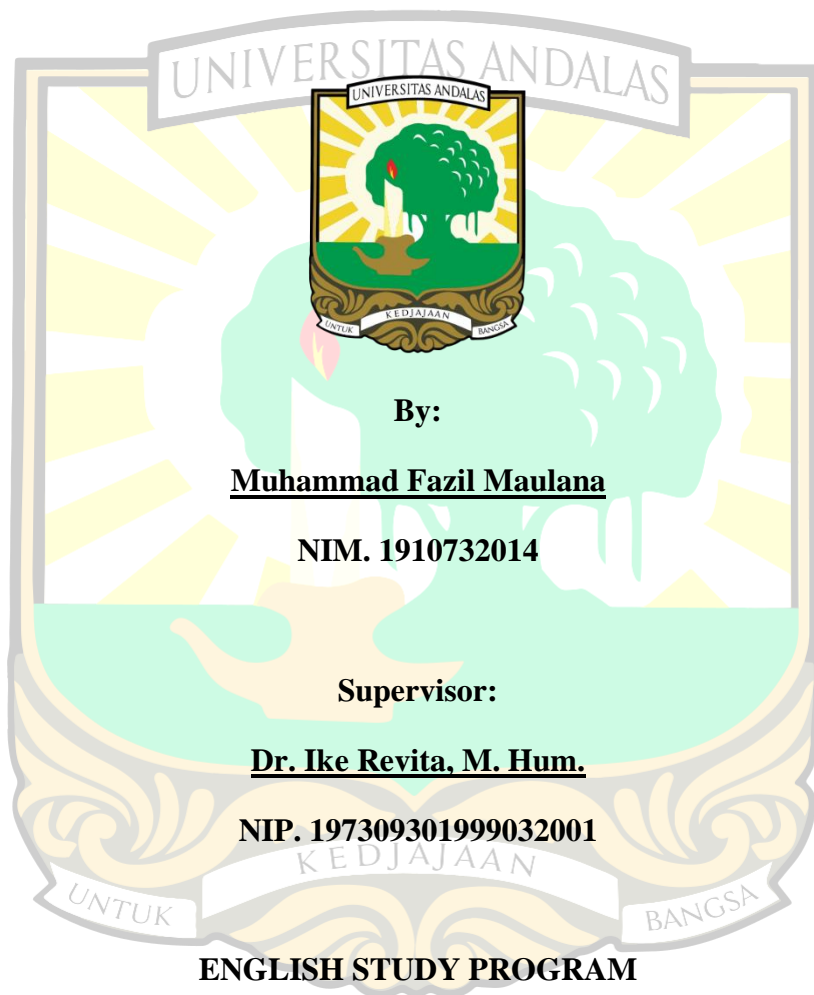 UNIVERSITAS ANDALAS
UNIVERSITAS ANDALAS
KEDJAJAAN
UNTUK
BANGSA
By:
Muhammad Fazil Maulana
NIM. 1910732014
Supervisor:
Dr. Ike Revita, M. Hum.
NIP. 197309301999032001
KEDJAJAAN
UNTUK
BANGSA
ENGLISH STUDY PROGRAM